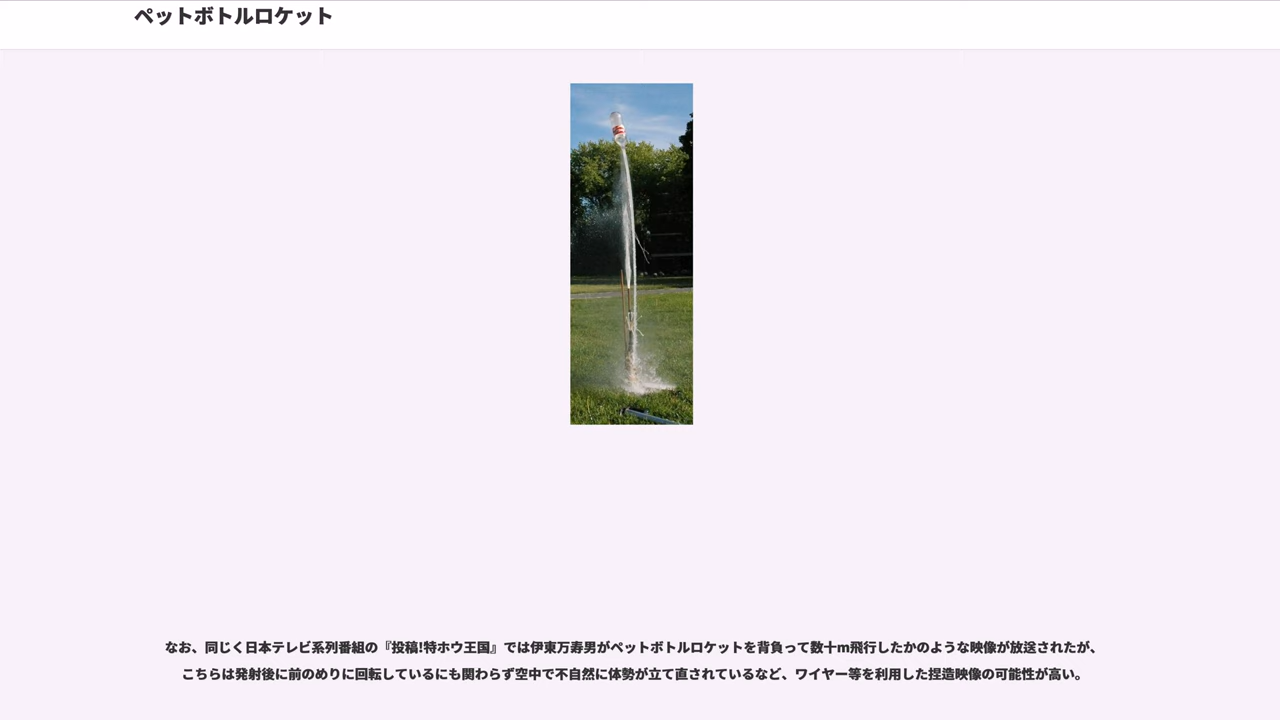 ペットボトルロケット
なお、同じく日本テレビ系列番組の『投稿!特ホウ王国』では伊東万寿男がペットボトルロケットを背負って数十m飛行したかのような映像が放送されたが、
こちらは発射後に前のめりに回転しているにも関わらず空中で不自然に体勢が立て直されているなど、ワイヤー等を利用した捏造映像の可能性が高い。